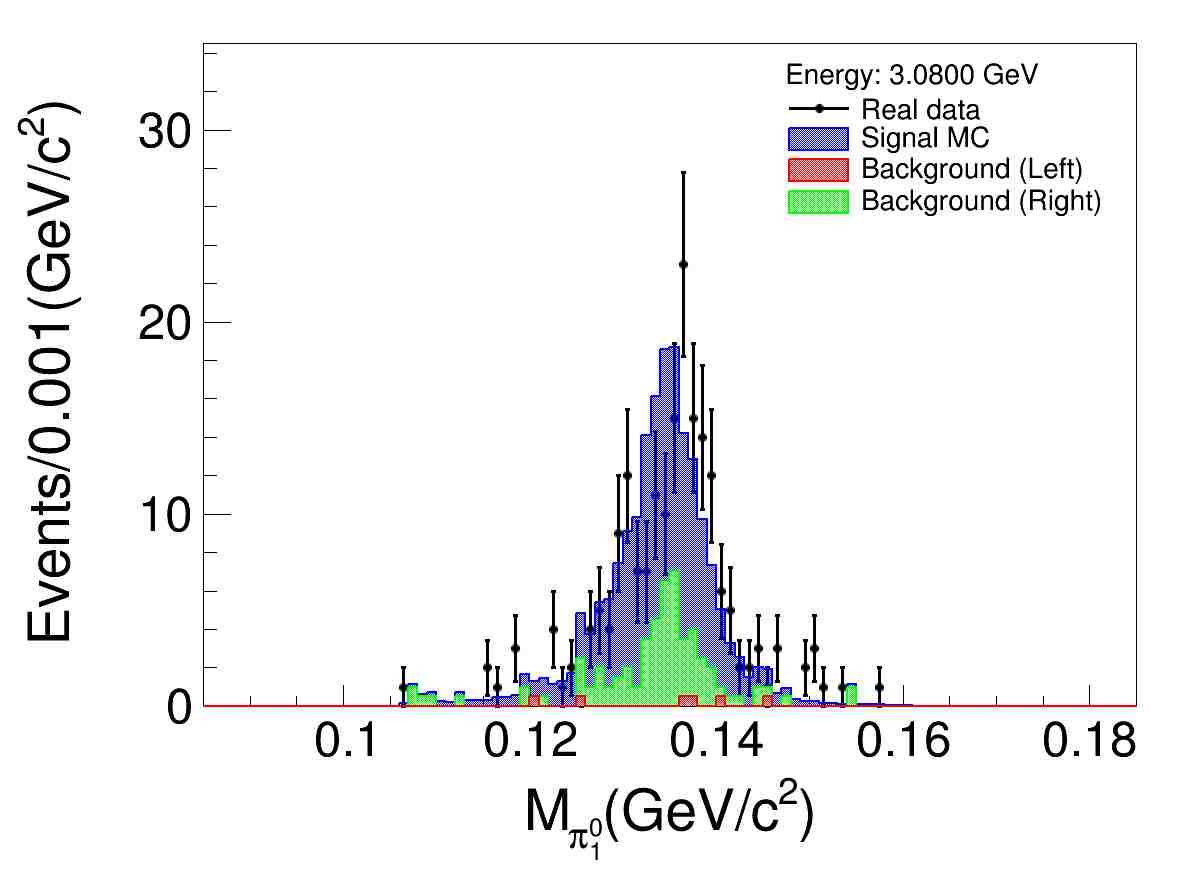 Energy: 3.0800 GeV
Real data
Signal MC
Background (Left)
Background (Right)
Events/0.001(GeV/c²)
30
20
10
0
0.1 0.12 0.14 0.16 0.18
M_{π⁰₁}(GeV/c²)